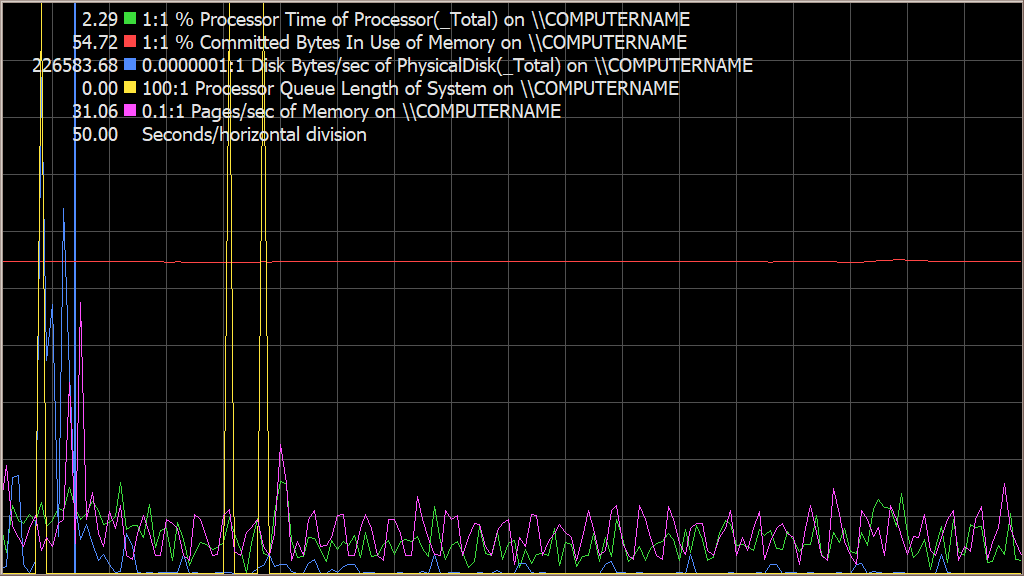 2.29 1:1 % Processor Time of Processor(_Total) on \\COMPUTERNAME
54.72 1:1 % Committed Bytes In Use of Memory on \\COMPUTERNAME
226583.68 0.0000001:1 Disk Bytes/sec of PhysicalDisk(_Total) on \\COMPUTERNAME
0.00 100:1 Processor Queue Length of System on \\COMPUTERNAME
31.06 0.1:1 Pages/sec of Memory on \\COMPUTERNAME
50.00 Seconds/horizontal division